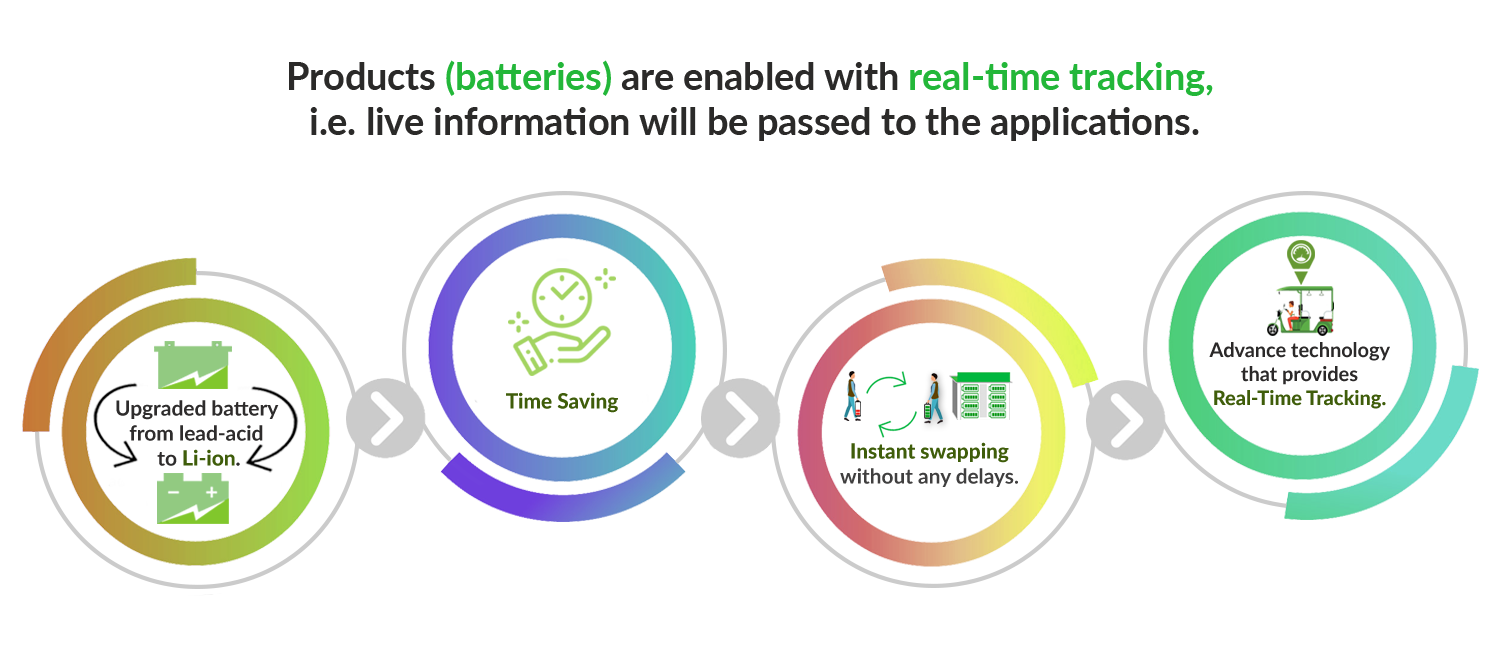 Products (batteries) are enabled with real-time tracking,
i.e. live information will be passed to the applications.
Upgraded battery
from lead-acid
to Li-ion.
Time Saving
Instant swapping
without any delays.
Advance technology
that provides
Real-Time Tracking.